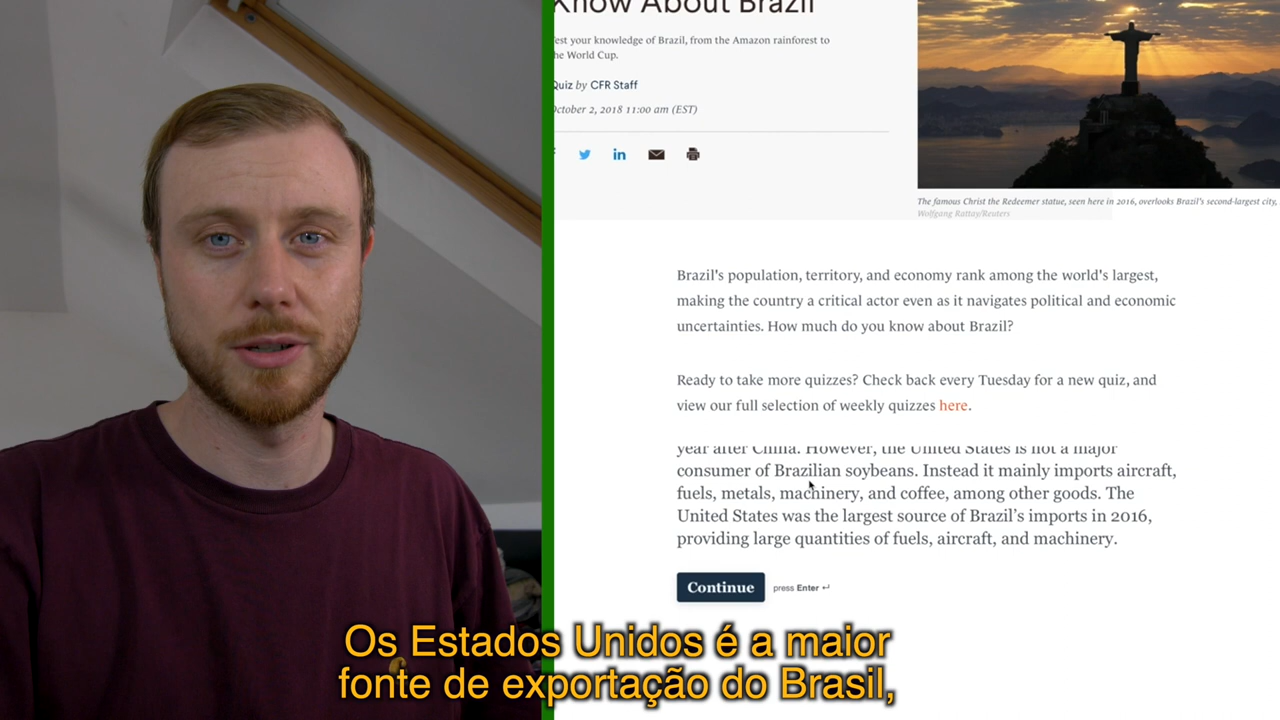 Know About Brazil
est your knowledge of Brazil, from the Amazon rainforest to
he World Cup.
Quiz by CFR Staff
October 2, 2018 11:00 am (EST)
The famous Christ the Redeemer statue, seen here in 2016, overlooks Brazil's second-largest city,
Wolfgang Rattay/Reuters
Brazil's population, territory, and economy rank among the world's largest,
making the country a critical actor even as it navigates political and economic
uncertainties. How much do you know about Brazil?
Ready to take more quizzes? Check back every Tuesday for a new quiz, and
view our full selection of weekly quizzes here.
year after China. However, the United States is not a major
consumer of Brazilian soybeans. Instead it mainly imports aircraft,
fuels, metals, machinery, and coffee, among other goods. The
United States was the largest source of Brazil's imports in 2016,
providing large quantities of fuels, aircraft, and machinery.
Continue press Enter ↵
Os Estados Unidos é a maior
fonte de exportação do Brasil,